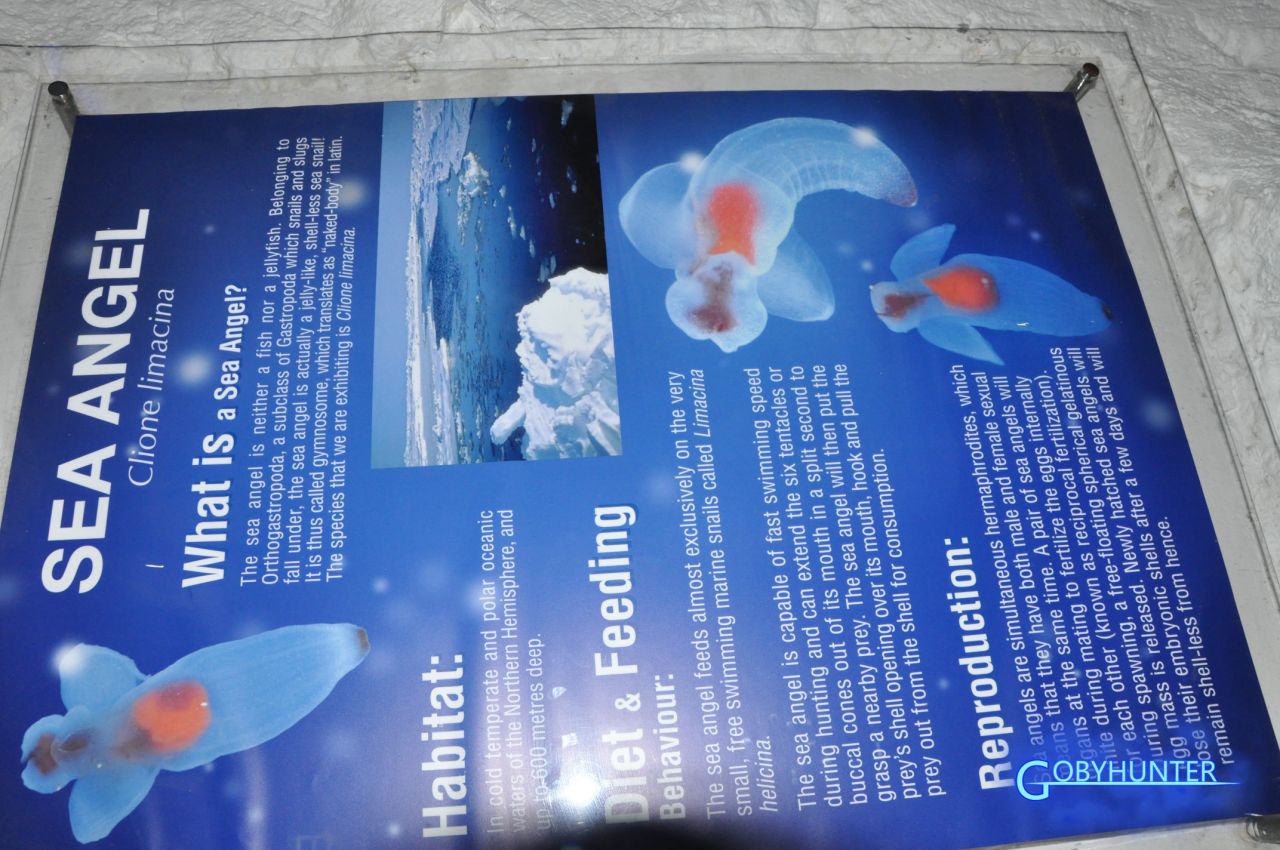 SEA ANGEL
Clione limacina
What is a Sea Angel?
The sea angel is neither a fish nor a jellyfish. Belonging to
Orthogastropoda, a subclass of Gastropoda which snails and slugs
fall under, the sea angel is actually a jelly-like, shell-less sea snail!
It is thus called gymnosome, which translates as "naked-body" in latin.
The species that we are exhibiting is Clione limacina.
Habitat:
In cold temperate and polar oceanic
waters of the Northern Hemisphere, and
up to 600 metres deep.
Diet & Feeding
Behaviour:
The sea angel feeds almost exclusively on the very
small, free swimming marine snails called Limacina
helicina.
The sea angel is capable of fast swimming speed
during hunting and can extend the six tentacles or
buccal cones out of its mouth in a split second to
grasp a nearby prey. The sea angel will then put the
prey's shell opening over its mouth, hook and pull the
prey out from the shell for consumption.
Reproduction:
Sea angels are simultaneous hermaphrodites, which
means that they have both male and female sexual
organs at the same time. A pair of sea angels will
unite during mating to fertilize the eggs internally
for each other (known as reciprocal fertilization).
During spawning, a free-floating spherical gelatinous
egg mass is released. Newly hatched sea angels will
lose their embryonic shells after a few days and will
remain shell-less from hence.
GOBYHUNTER